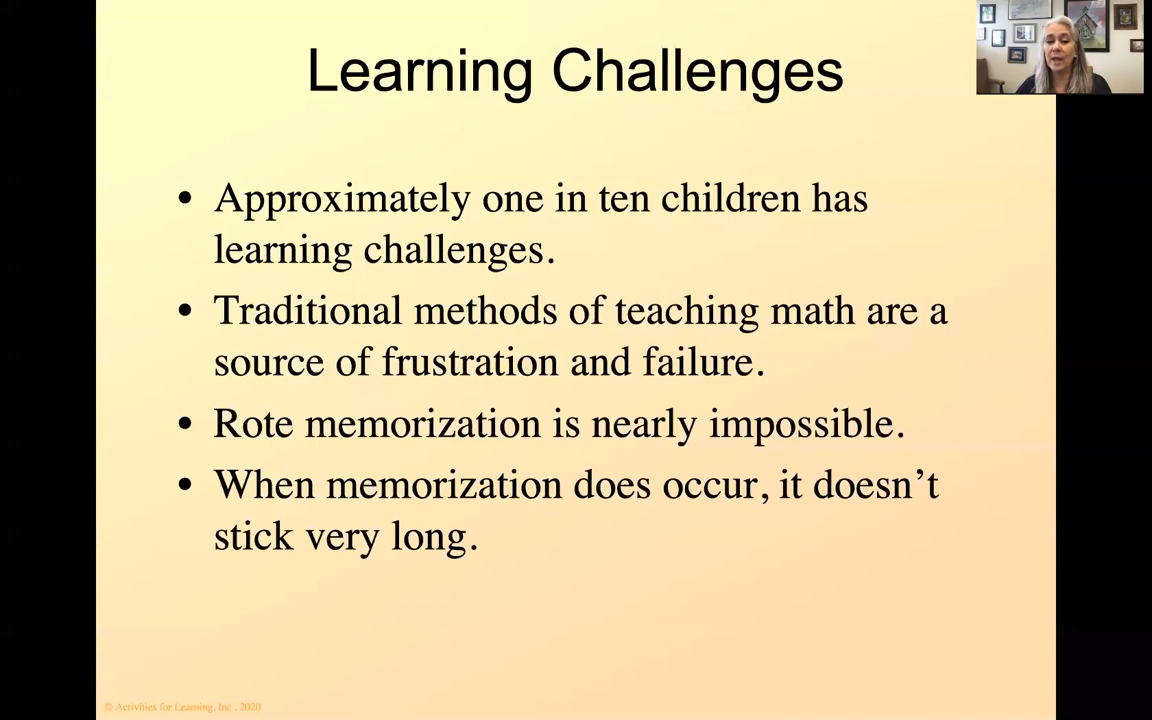 Learning Challenges
• Approximately one in ten children has
learning challenges.
• Traditional methods of teaching math are a
source of frustration and failure.
• Rote memorization is nearly impossible.
• When memorization does occur, it doesn’t
stick very long.
© Activities for Learning, Inc., 2020